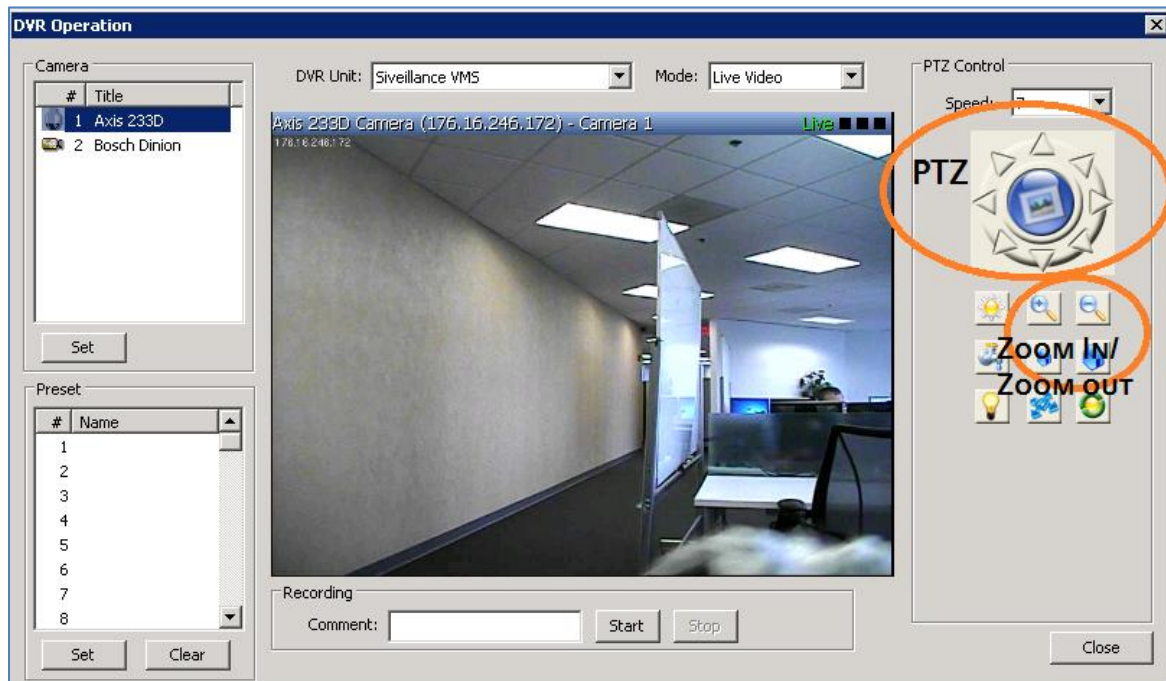 DVR Operation
Camera
# Title
1 Axis 233D
2 Bosch Dinion
Set
Preset
# Name
1
2
3
4
5
6
7
8
Set Clear
DVR Unit: Siveillance VMS Mode: Live Video
Axis 233D Camera (176.16.246.172) - Camera 1 Live
176.16.246.172
Recording
Comment: Start Stop
PTZ Control
Speed:
PTZ
ZOOM IN/
ZOOM OUT
Close